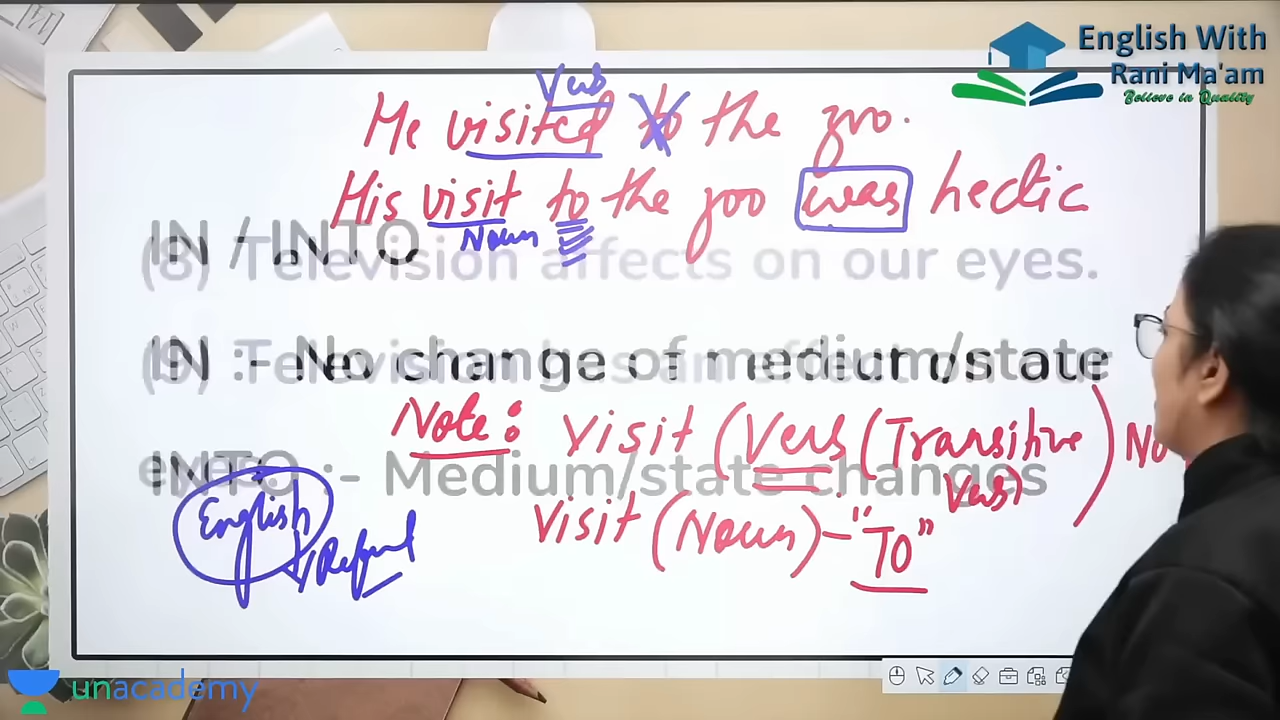 English With
Rani Ma'am
Believe in Quality
Verb
He visited to the zoo.
His visit to the zoo was hectic
Noun
IN / INTO
(8) Television affects on our eyes.
IN :- No change of medium/state
Note: Visit (Verb (Transitive Verb) No
INTO :- Medium/state changes
Visit (Noun) - "TO"
English
unacademy